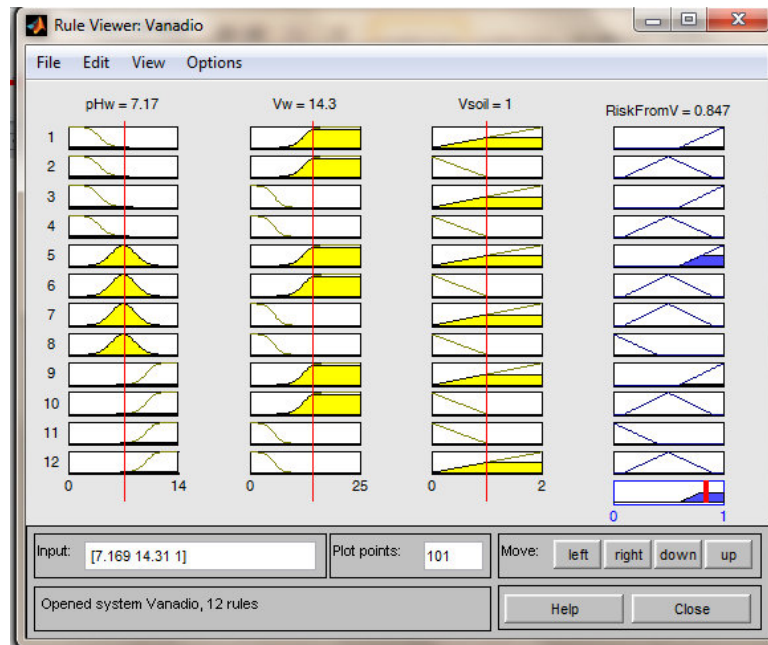 Rule Viewer: Vanadio
File Edit View Options
pHw = 7.17 Vw = 14.3 Vsoil = 1 RiskFromV = 0.847
1
2
3
4
5
6
7
8
9
10
11
12
0 14 0 25 0 2
0 1
Input: [7.169 14.31 1] Plot points: 101 Move: left right down up
Opened system Vanadio, 12 rules Help Close